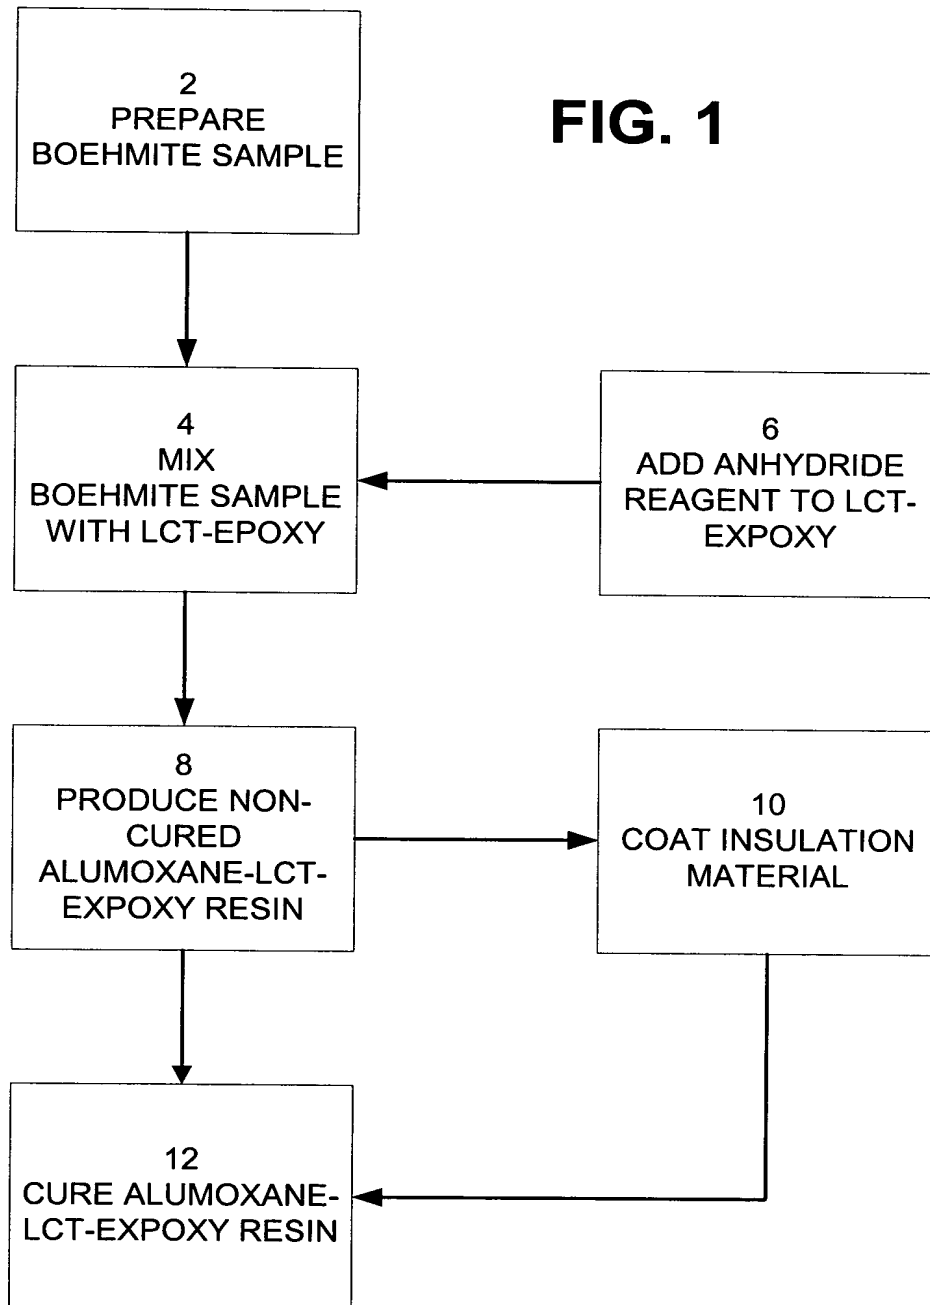 FIG. 1
2
PREPARE
BOEHMITE SAMPLE
4
MIX
BOEHMITE SAMPLE
WITH LCT-EPOXY
6
ADD ANHYDRIDE
REAGENT TO LCT-
EXPOXY
8
PRODUCE NON-
CURED
ALUMOXANE-LCT-
EXPOXY RESIN
10
COAT INSULATION
MATERIAL
12
CURE ALUMOXANE-
LCT-EXPOXY RESIN